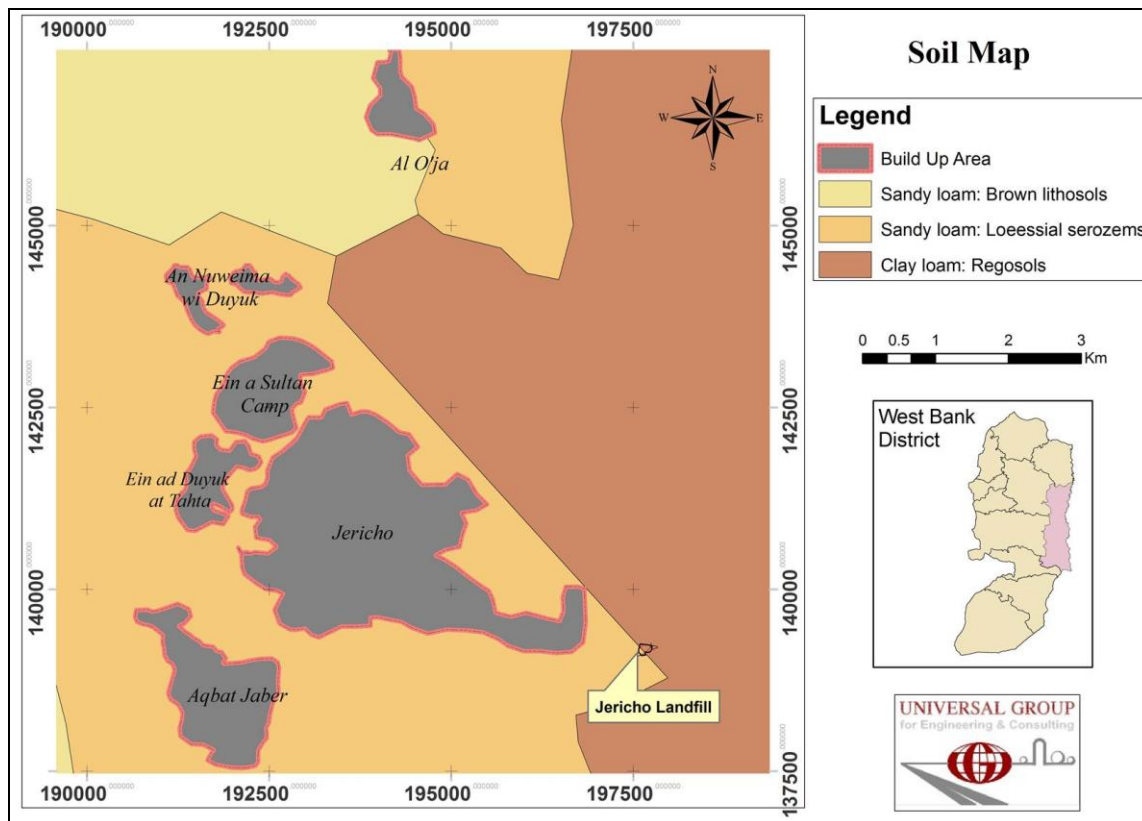 190000
192500
195000
197500
Soil Map
Legend
Build Up Area
Sandy loam: Brown lithosols
Sandy loam: Loeessial serozems
Clay loam: Regosols
N
W
E
S
Al O'ja
145000
145000
An Nuweima
wi Duyuk
0 0.5 1 2 3
Km
Ein a Sultan
Camp
142500
142500
West Bank
District
Ein ad Duyuk
at Tahta
Jericho
140000
140000
Aqbat Jaber
Jericho Landfill
137500
190000
192500
195000
197500
UNIVERSAL GROUP
for Engineering & Consulting